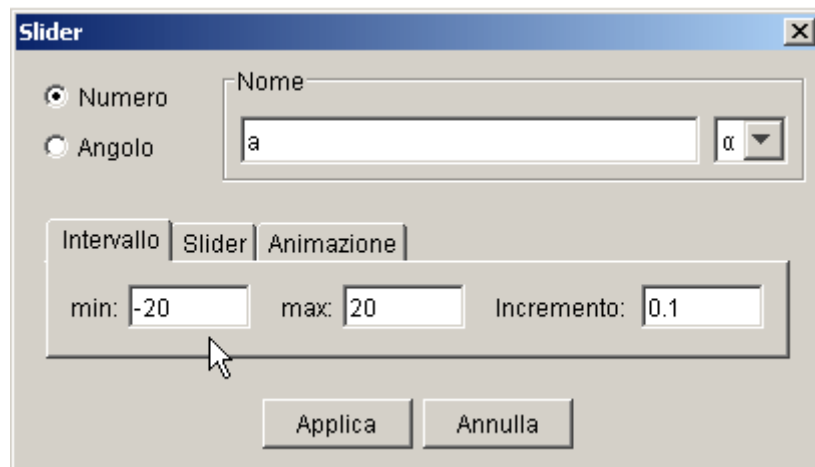 Slider
Numero
Angolo
Nome
a
α
Intervallo Slider Animazione
min: -20 max: 20 Incremento: 0.1
Applica Annulla